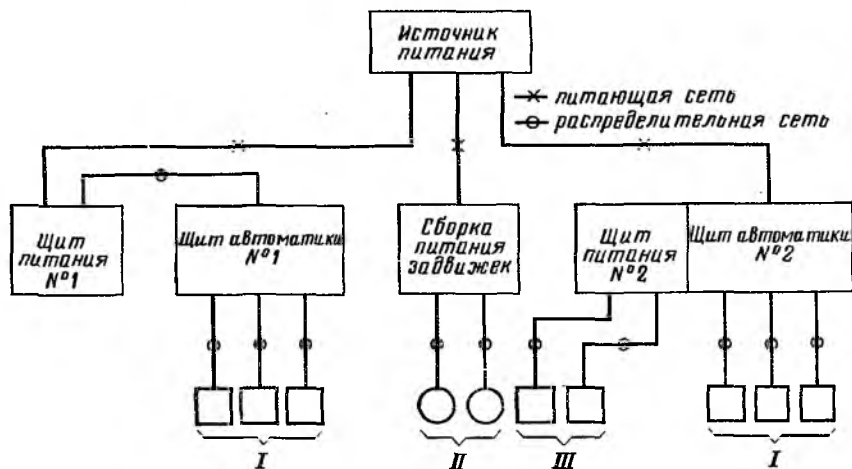 Источник
питания
питающая сеть
распределительная сеть
Щит
питания
№1
Щит автоматики
№1
Сборка
питания
задвижек
Щит
питания
№2
Щит автоматики
№2
I
II
III
I